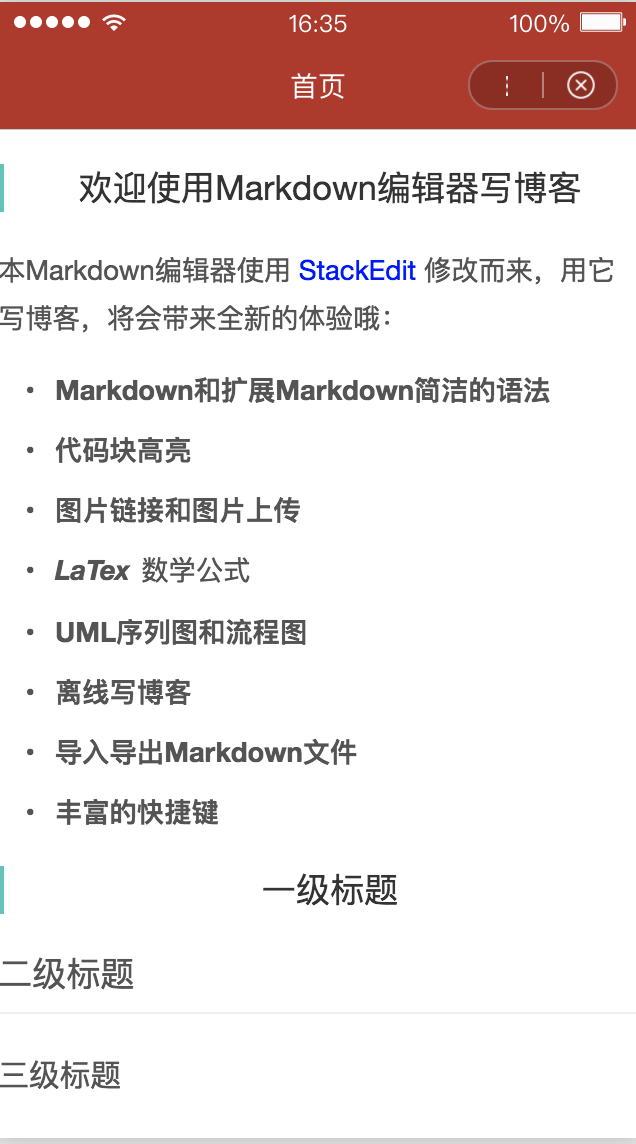 16:35
100%
首页
欢迎使用Markdown编辑器写博客
本Markdown编辑器使用 StackEdit 修改而来，用它
写博客，将会带来全新的体验哦：
• Markdown和扩展Markdown简洁的语法
• 代码块高亮
• 图片链接和图片上传
• LaTex 数学公式
• UML序列图和流程图
• 离线写博客
• 导入导出Markdown文件
• 丰富的快捷键
一级标题
二级标题
三级标题